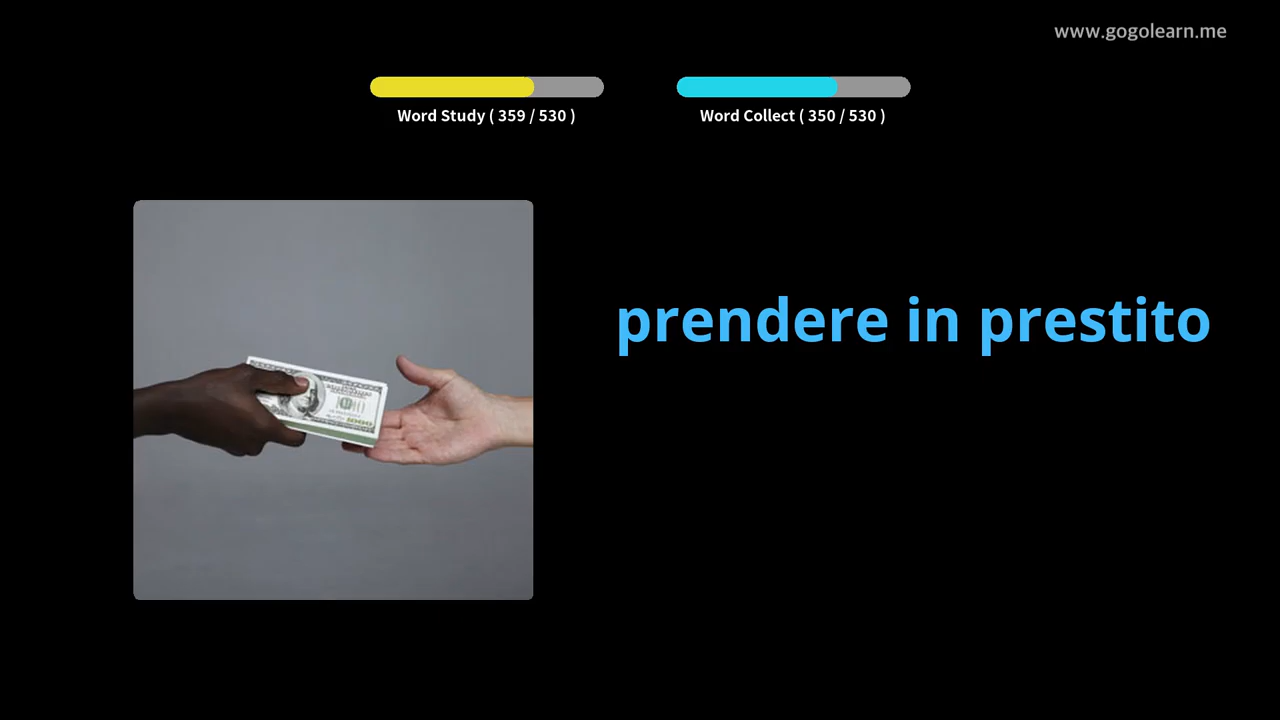 www.gogolearn.me
Word Study ( 359 / 530 )
Word Collect ( 350 / 530 )
prendere in prestito